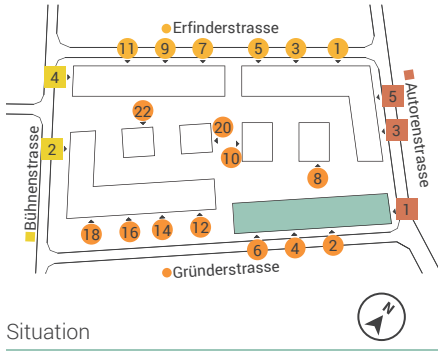 Erfinderstrasse
11 9 7 5 3 1
4
5
Autorenstrasse
22
20
3
2
10
8
Bühnenstrasse
1
18 16 14 12
6 4 2
Gründerstrasse
N
Situation